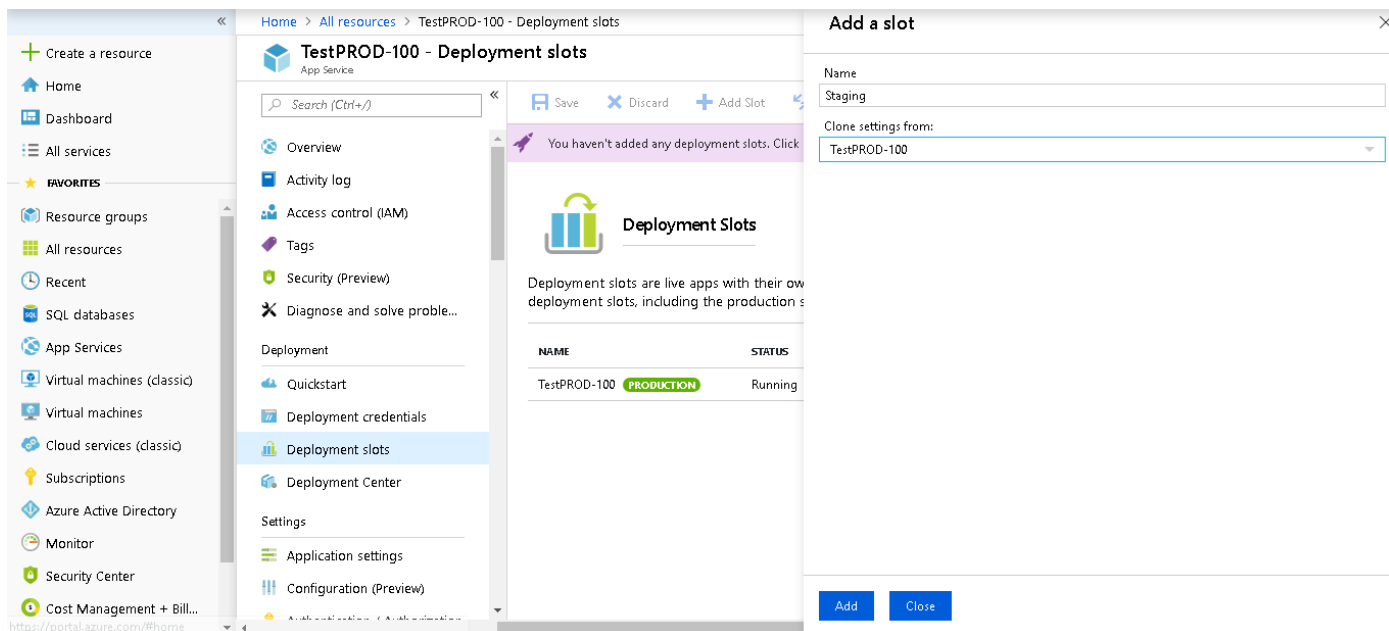 «
Create a resource
Home
Dashboard
All services
FAVORITES
Resource groups
All resources
Recent
SQL databases
App Services
Virtual machines (classic)
Virtual machines
Cloud services (classic)
Subscriptions
Azure Active Directory
Monitor
Security Center
Cost Management + Bill...
https://portal.azure.com/#home
Home > All resources > TestPROD-100 - Deployment slots
TestPROD-100 - Deployment slots
App Service
Search (Ctrl+/)
«
Overview
Activity log
Access control (IAM)
Tags
Security (Preview)
Diagnose and solve proble...
Deployment
Quickstart
Deployment credentials
Deployment slots
Deployment Center
Settings
Application settings
Configuration (Preview)
Authentication / Authorization
Save Discard Add Slot
You haven't added any deployment slots. Click
Deployment Slots
Deployment slots are live apps with their ow
deployment slots, including the production s
NAME STATUS
TestPROD-100 PRODUCTION Running
Add a slot
Name
Staging
Clone settings from:
TestPROD-100
Add Close